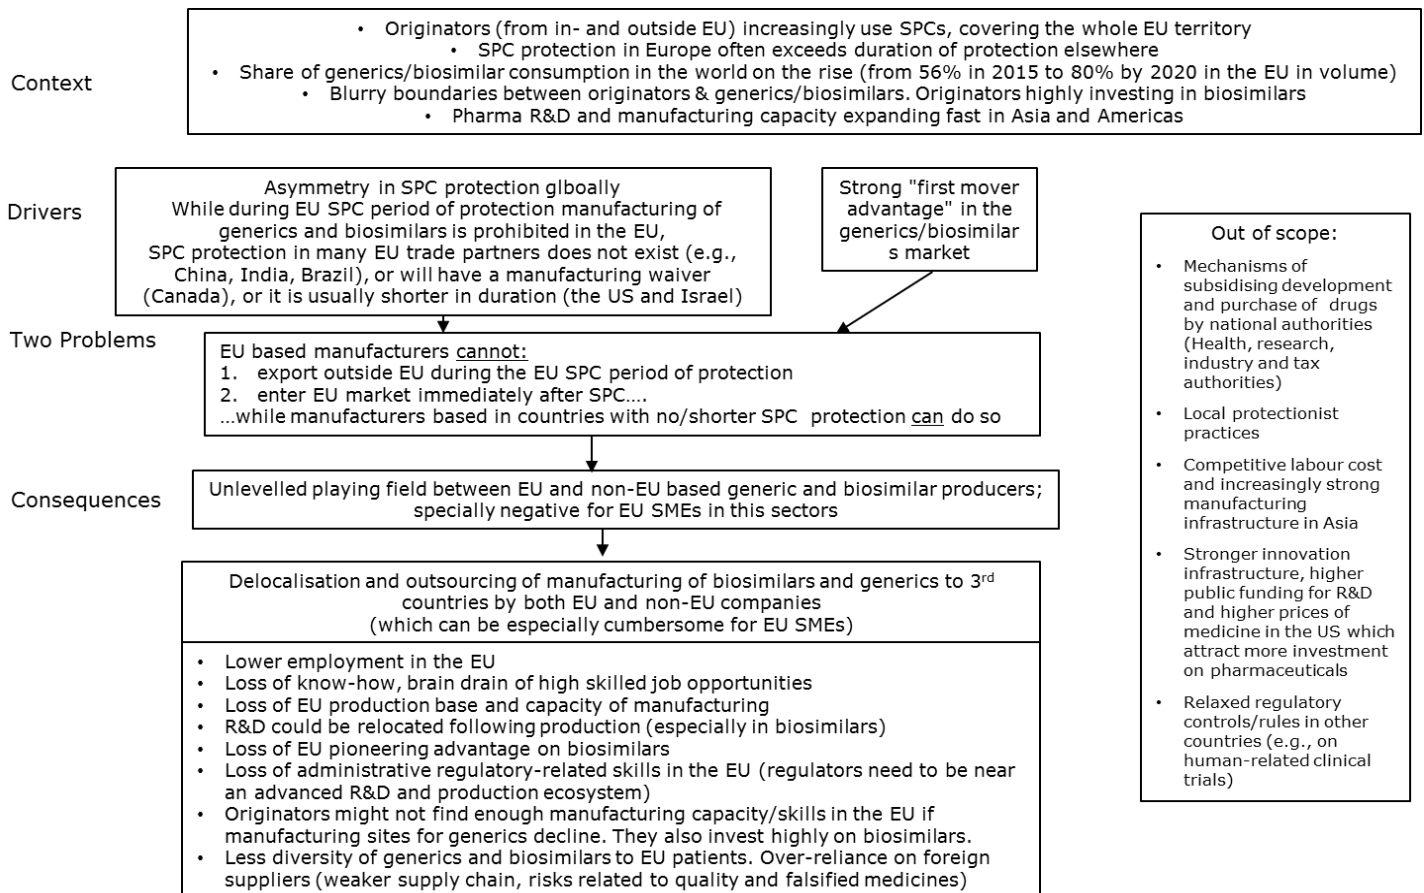 Context
• Originators (from in- and outside EU) increasingly use SPCs, covering the whole EU territory
• SPC protection in Europe often exceeds duration of protection elsewhere
• Share of generics/biosimilar consumption in the world on the rise (from 56% in 2015 to 80% by 2020 in the EU in volume)
• Blurry boundaries between originators & generics/biosimilars. Originators highly investing in biosimilars
• Pharma R&D and manufacturing capacity expanding fast in Asia and Americas
Drivers
Asymmetry in SPC protection glboally
While during EU SPC period of protection manufacturing of
generics and biosimilars is prohibited in the EU,
SPC protection in many EU trade partners does not exist (e.g.,
China, India, Brazil), or will have a manufacturing waiver
(Canada), or it is usually shorter in duration (the US and Israel)
Strong "first mover
advantage" in the
generics/biosimilar
s market
Two Problems
EU based manufacturers cannot:
1. export outside EU during the EU SPC period of protection
2. enter EU market immediately after SPC....
...while manufacturers based in countries with no/shorter SPC protection can do so
Consequences
Unlevelled playing field between EU and non-EU based generic and biosimilar producers;
specially negative for EU SMEs in this sectors
Delocalisation and outsourcing of manufacturing of biosimilars and generics to 3rd
countries by both EU and non-EU companies
(which can be especially cumbersome for EU SMEs)
• Lower employment in the EU
• Loss of know-how, brain drain of high skilled job opportunities
• Loss of EU production base and capacity of manufacturing
• R&D could be relocated following production (especially in biosimilars)
• Loss of EU pioneering advantage on biosimilars
• Loss of administrative regulatory-related skills in the EU (regulators need to be near
an advanced R&D and production ecosystem)
• Originators might not find enough manufacturing capacity/skills in the EU if
manufacturing sites for generics decline. They also invest highly on biosimilars.
• Less diversity of generics and biosimilars to EU patients. Over-reliance on foreign
suppliers (weaker supply chain, risks related to quality and falsified medicines)
Out of scope:
• Mechanisms of
subsidising development
and purchase of drugs
by national authorities
(Health, research,
industry and tax
authorities)
• Local protectionist
practices
• Competitive labour cost
and increasingly strong
manufacturing
infrastructure in Asia
• Stronger innovation
infrastructure, higher
public funding for R&D
and higher prices of
medicine in the US which
attract more investment
on pharmaceuticals
• Relaxed regulatory
controls/rules in other
countries (e.g., on
human-related clinical
trials)